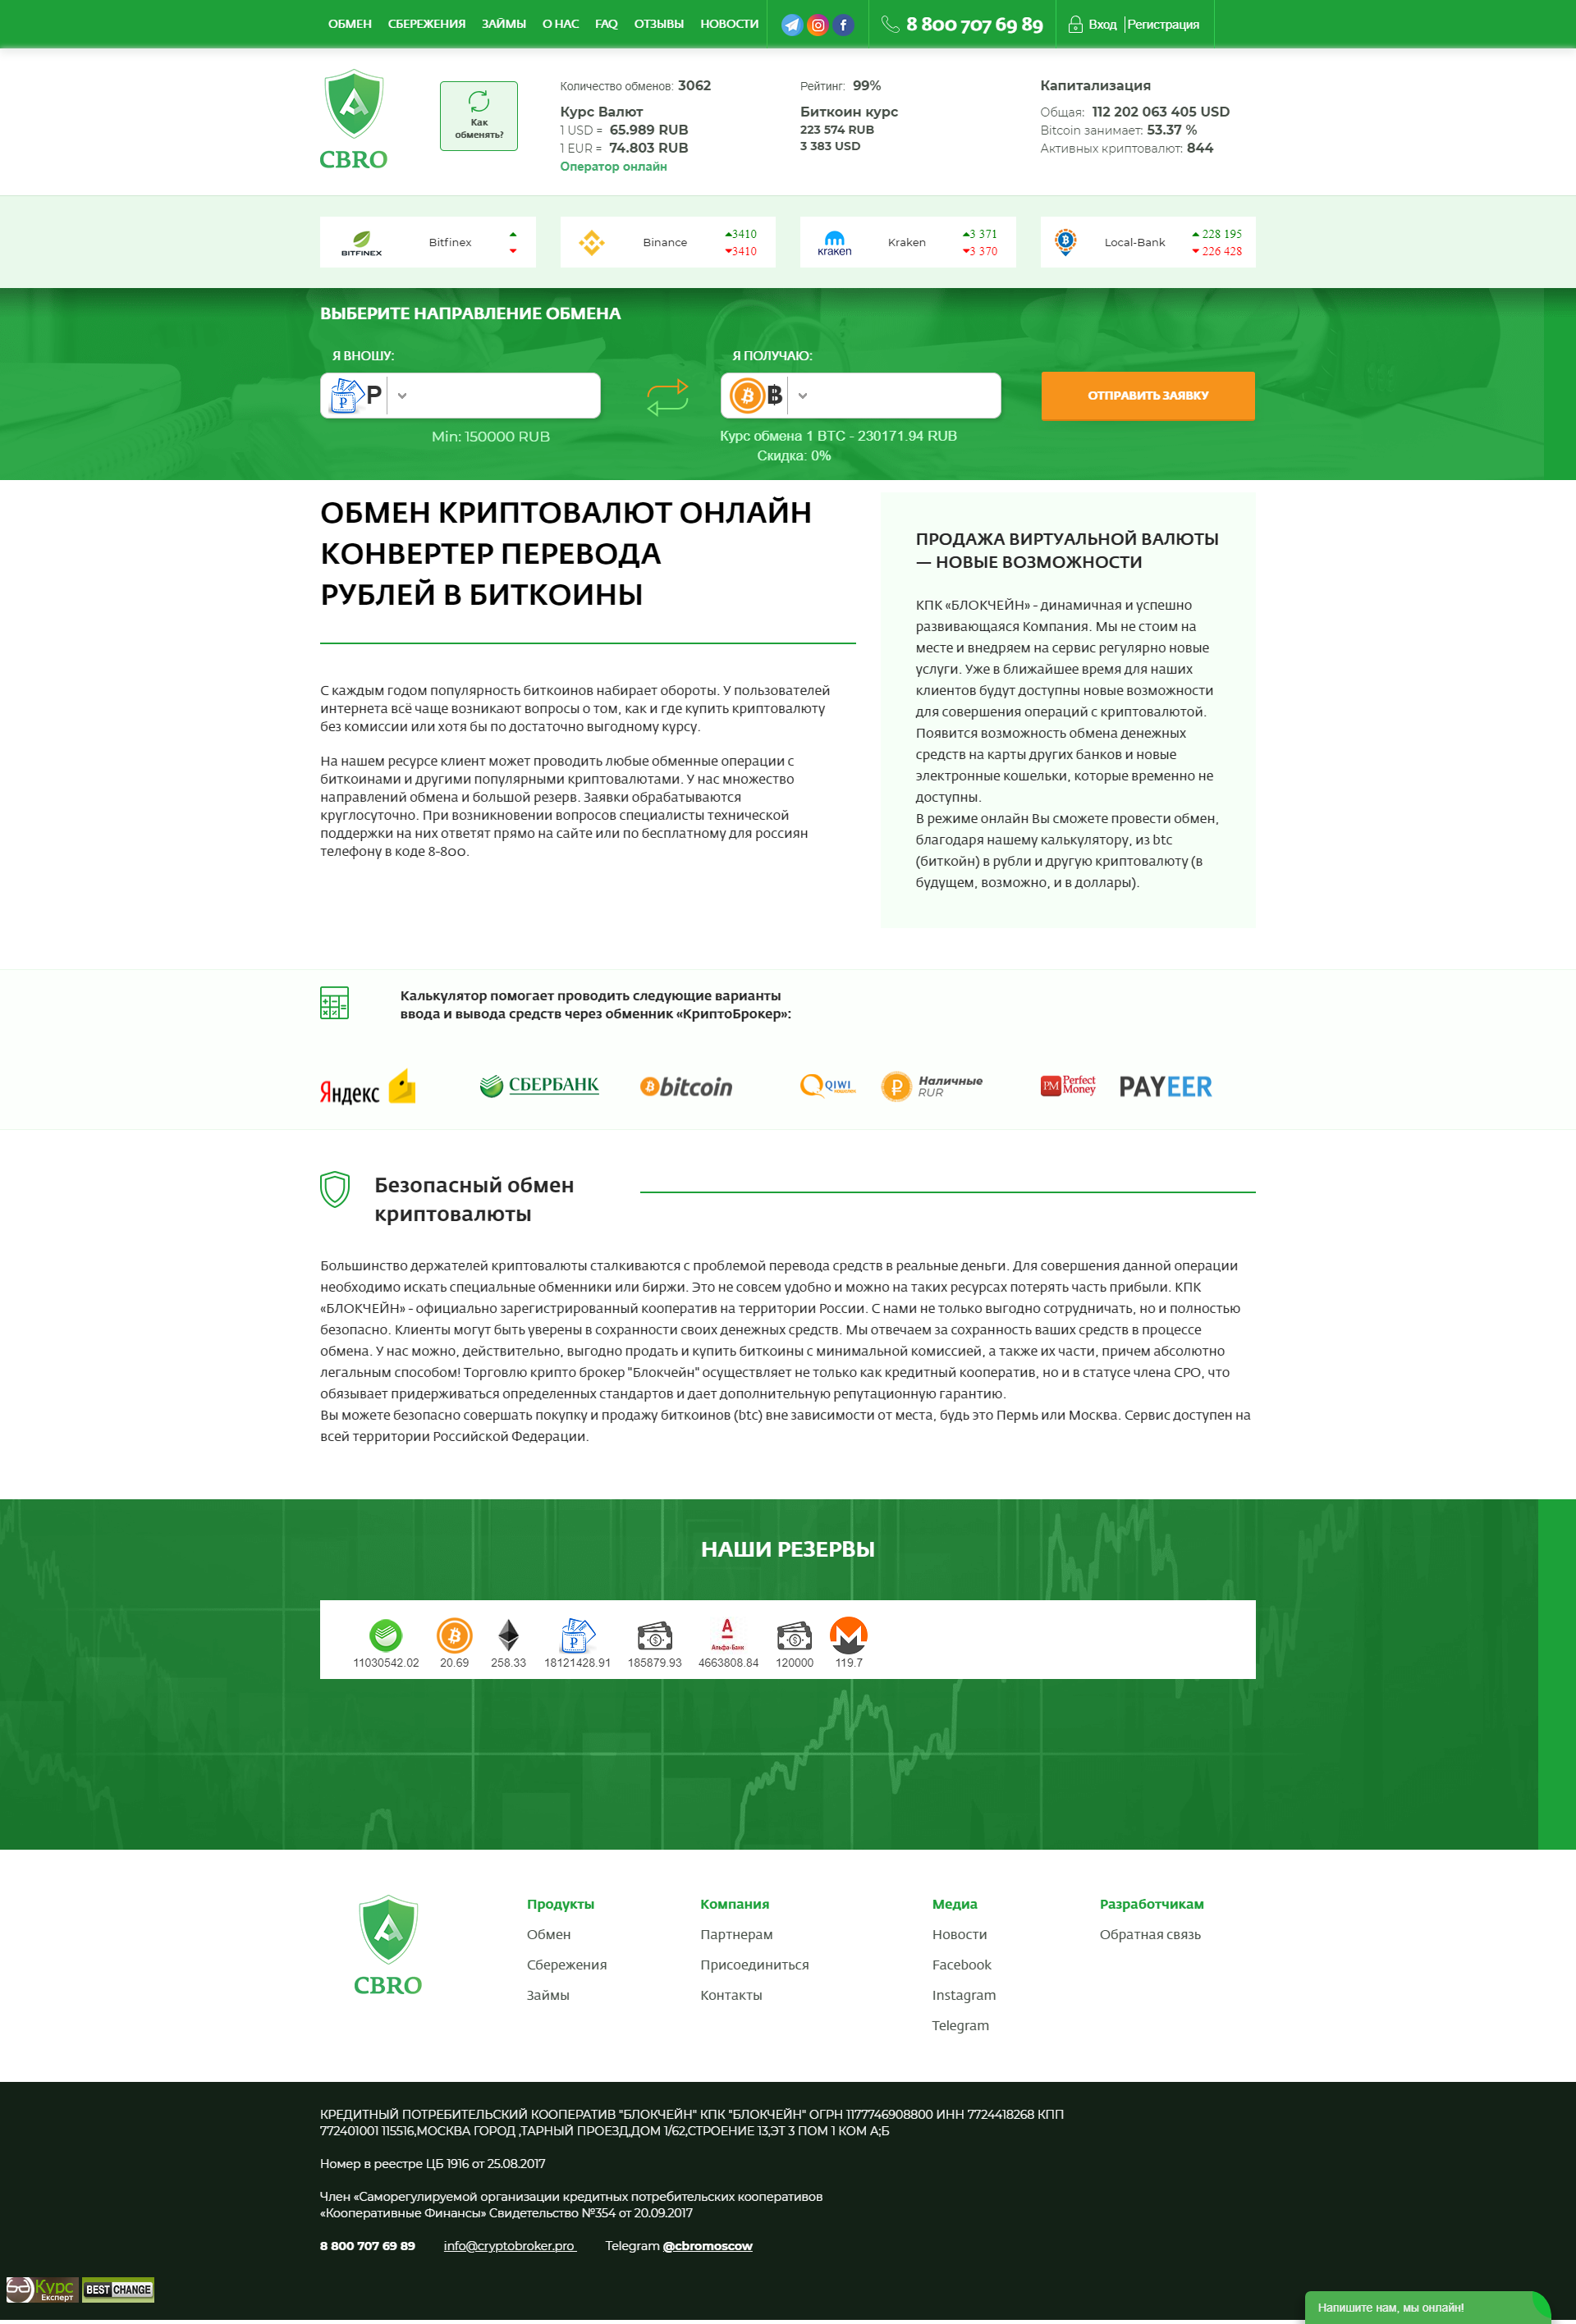 ОБМЕН СБЕРЕЖЕНИЯ ЗАЙМЫ О НАС FAQ ОТЗЫВЫ НОВОСТИ 8 800 707 69 89 Вход Регистрация
CBRO
Как
обменять?
Количество обменов: 3062
Курс Валют
1 USD = 65.989 RUB
1 EUR = 74.803 RUB
Оператор онлайн
Рейтинг: 99%
Биткоин курс
223 574 RUB
3 383 USD
Капитализация
Общая: 112 202 063 405 USD
Bitcoin занимает: 53.37 %
Активных криптовалют: 844
BITFINEX Bitfinex
Binance 3410
3410
kraken Kraken 3 371
3 370
Local-Bank 228 195
226 428
ВЫБЕРИТЕ НАПРАВЛЕНИЕ ОБМЕНА
Я ВНОШУ:
Р
Min: 150000 RUB
Я ПОЛУЧАЮ:
Курс обмена 1 BTC - 230171.94 RUB
Скидка: 0%
ОТПРАВИТЬ ЗАЯВКУ
ОБМЕН КРИПТОВАЛЮТ ОНЛАЙН
КОНВЕРТЕР ПЕРЕВОДА
РУБЛЕЙ В БИТКОИНЫ
С каждым годом популярность биткоинов набирает обороты. У пользователей
интернета всё чаще возникают вопросы о том, как и где купить криптовалюту
без комиссии или хотя бы по достаточно выгодному курсу.
На нашем ресурсе клиент может проводить любые обменные операции с
биткоинами и другими популярными криптовалютами. У нас множество
направлений обмена и большой резерв. Заявки обрабатываются
круглосуточно. При возникновении вопросов специалисты технической
поддержки на них ответят прямо на сайте или по бесплатному для россиян
телефону в коде 8-800.
ПРОДАЖА ВИРТУАЛЬНОЙ ВАЛЮТЫ
— НОВЫЕ ВОЗМОЖНОСТИ
КПК «БЛОКЧЕЙН» - динамичная и успешно
развивающаяся Компания. Мы не стоим на
месте и внедряем на сервис регулярно новые
услуги. Уже в ближайшее время для наших
клиентов будут доступны новые возможности
для совершения операций с криптовалютой.
Появится возможность обмена денежных
средств на карты других банков и новые
электронные кошельки, которые временно не
доступны.
В режиме онлайн Вы сможете провести обмен,
благодаря нашему калькулятору, из btc
(биткойн) в рубли и другую криптовалюту (в
будущем, возможно, и в доллары).
Калькулятор помогает проводить следующие варианты
ввода и вывода средств через обменник «КриптоБрокер»:
Яндекс
СБЕРБАНК
bitcoin
QIWI
Наличные
RUR
PM Perfect
Money
PAYEER
Безопасный обмен
криптовалюты
Большинство держателей криптовалюты сталкиваются с проблемой перевода средств в реальные деньги. Для совершения данной операции
необходимо искать специальные обменники или биржи. Это не совсем удобно и можно на таких ресурсах потерять часть прибыли. КПК
«БЛОКЧЕЙН» - официально зарегистрированный кооператив на территории России. С нами не только выгодно сотрудничать, но и полностью
безопасно. Клиенты могут быть уверены в сохранности своих денежных средств. Мы отвечаем за сохранность ваших средств в процессе
обмена. У нас можно, действительно, выгодно продать и купить биткоины с минимальной комиссией, а также их части, причем абсолютно
легальным способом! Торговлю крипто брокер "Блокчейн" осуществляет не только как кредитный кооператив, но и в статусе члена СРО, что
обязывает придерживаться определенных стандартов и дает дополнительную репутационную гарантию.
Вы можете безопасно совершать покупку и продажу биткоинов (btc) вне зависимости от места, будь это Пермь или Москва. Сервис доступен на
всей территории Российской Федерации.
НАШИ РЕЗЕРВЫ
Альфа-Банк
11030542.02 20.69 258.33 18121428.91 185879.93 4663808.84 120000 119.7
CBRO
Продукты
Обмен
Сбережения
Займы
Компания
Партнерам
Присоединиться
Контакты
Медиа
Новости
Facebook
Instagram
Telegram
Разработчикам
Обратная связь
КРЕДИТНЫЙ ПОТРЕБИТЕЛЬСКИЙ КООПЕРАТИВ "БЛОКЧЕЙН" КПК "БЛОКЧЕЙН" ОГРН 1177746908800 ИНН 7724418268 КПП
772401001 115516,МОСКВА ГОРОД ,ТАРНЫЙ ПРОЕЗД,ДОМ 1/62,СТРОЕНИЕ 13,ЭТ 3 ПОМ 1 КОМ А;Б
Номер в реестре ЦБ 1916 от 25.08.2017
Член «Саморегулируемой организации кредитных потребительских кооперативов
«Кооперативные Финансы» Свидетельство №354 от 20.09.2017
8 800 707 69 89 info@cryptobroker.pro Telegram @cbromoscow
Курс
Експерт
BEST CHANGE
Напишите нам, мы онлайн!